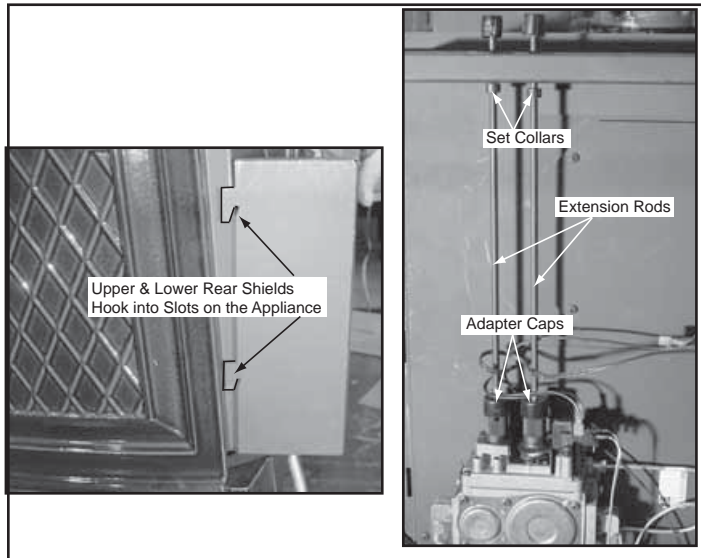 Upper & Lower Rear Shields
Hook into Slots on the Appliance
Set Collars
Extension Rods
Adapter Caps